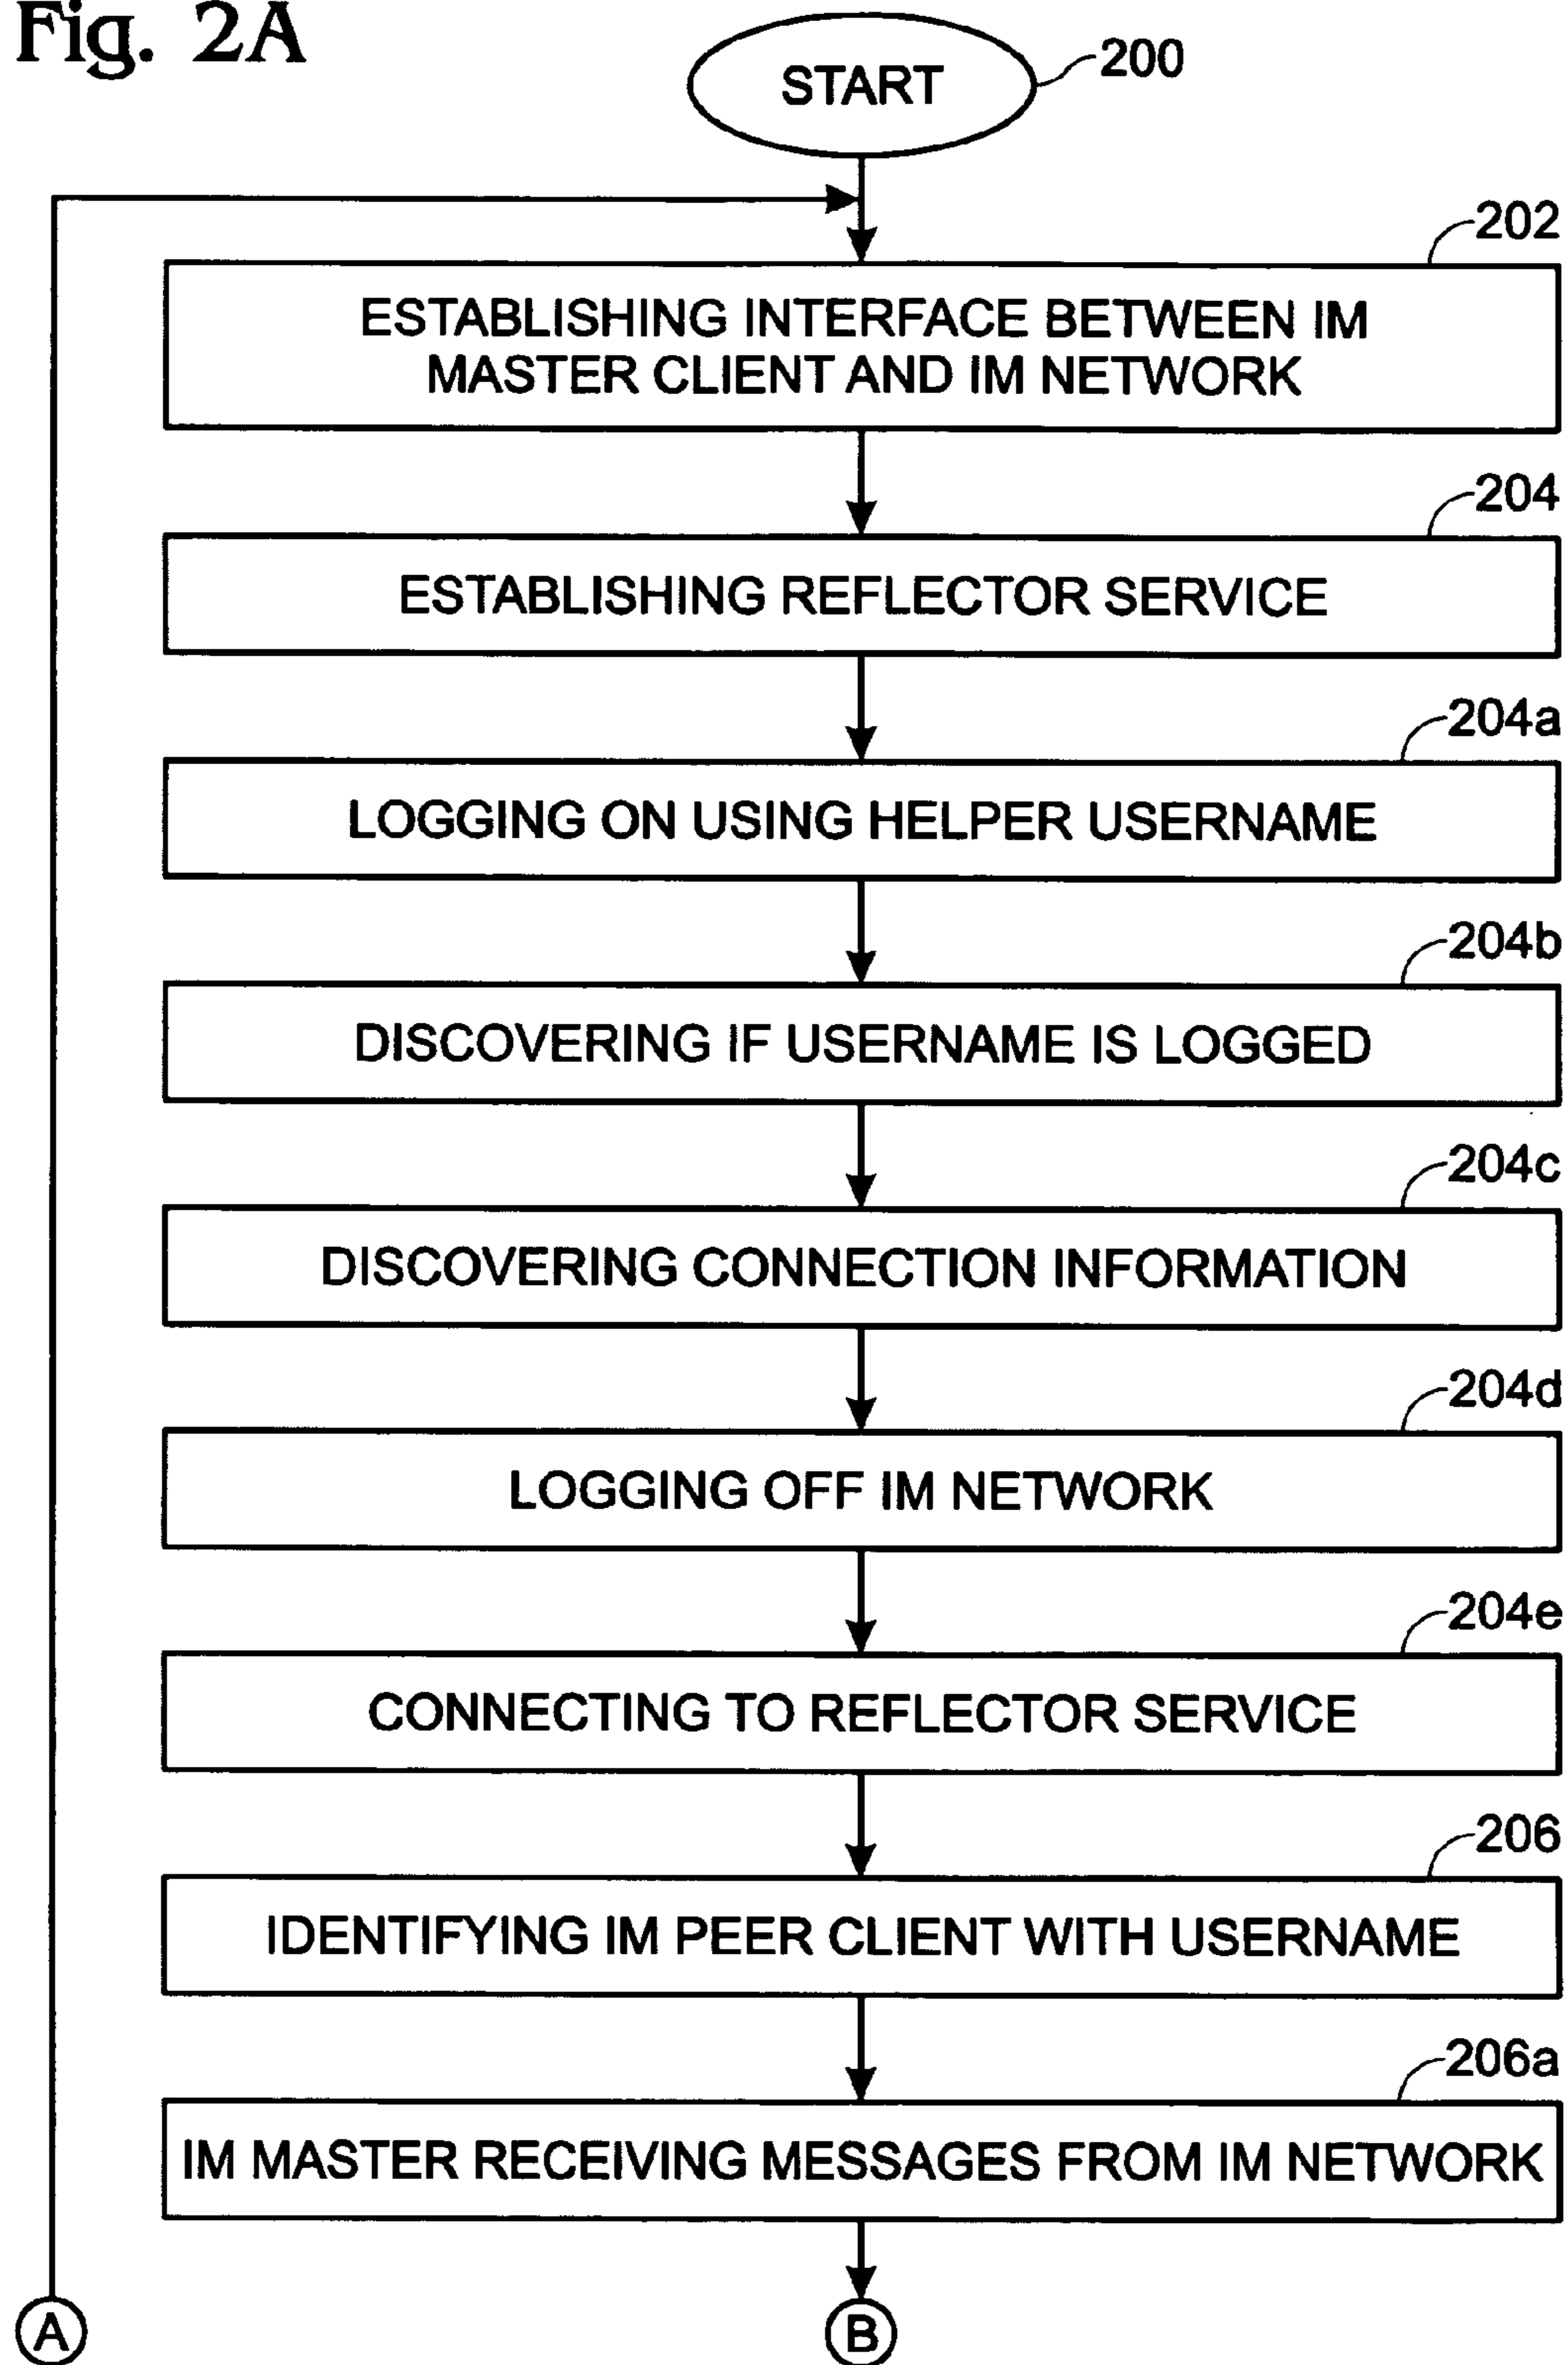 Fig. 2A
START
200
202
ESTABLISHING INTERFACE BETWEEN IM
MASTER CLIENT AND IM NETWORK
204
ESTABLISHING REFLECTOR SERVICE
204a
LOGGING ON USING HELPER USERNAME
204b
DISCOVERING IF USERNAME IS LOGGED
204c
DISCOVERING CONNECTION INFORMATION
204d
LOGGING OFF IM NETWORK
204e
CONNECTING TO REFLECTOR SERVICE
206
IDENTIFYING IM PEER CLIENT WITH USERNAME
206a
IM MASTER RECEIVING MESSAGES FROM IM NETWORK
A
B